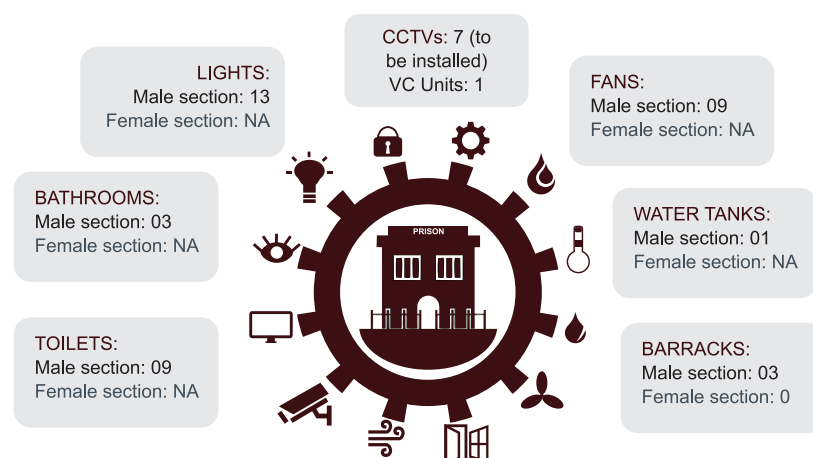 CCTVs: 7 (to
be installed)
VC Units: 1
LIGHTS:
Male section: 13
Female section: NA
FANS:
Male section: 09
Female section: NA
BATHROOMS:
Male section: 03
Female section: NA
PRISON
WATER TANKS:
Male section: 01
Female section: NA
TOILETS:
Male section: 09
Female section: NA
BARRACKS:
Male section: 03
Female section: 0